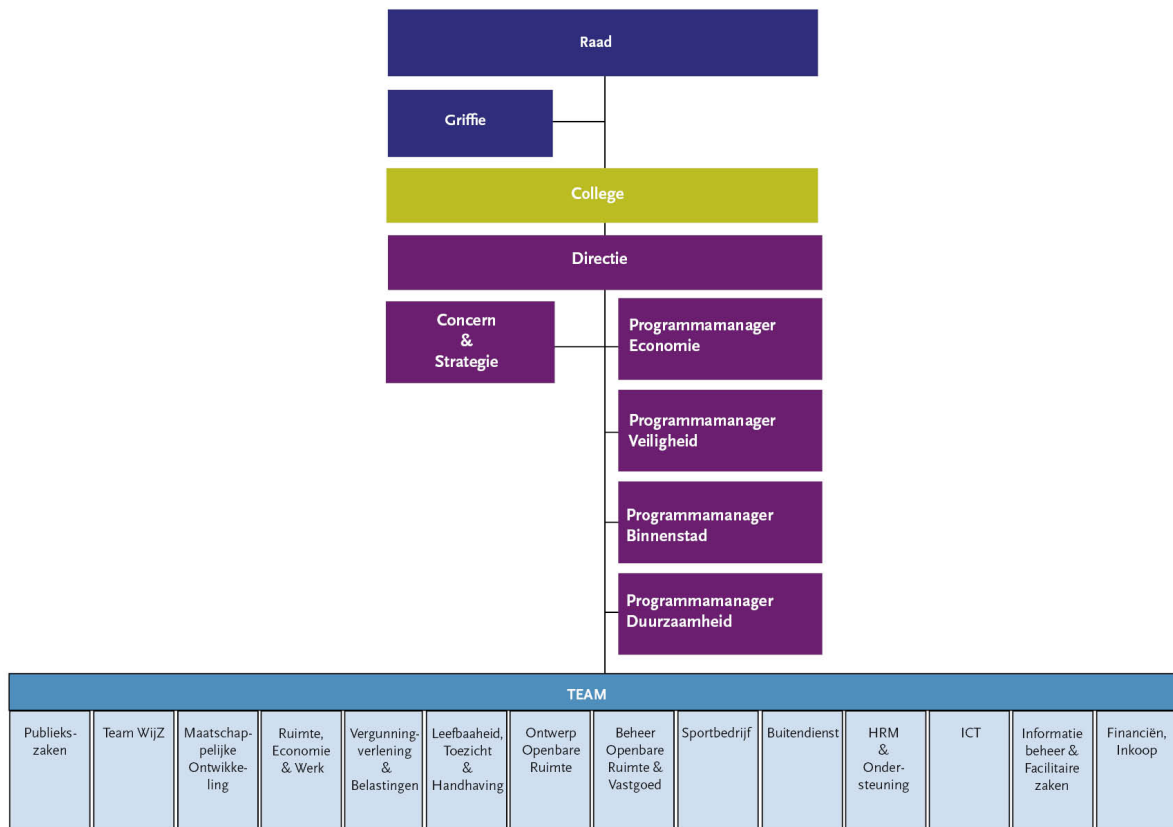 Raad
Griffie
College
Directie
Concern
&
Strategie
Programmamanager
Economie
Programmamanager
Veiligheid
Programmamanager
Binnenstad
Programmamanager
Duurzaamheid
TEAM
Publieks-
zaken
Team WijZ
Maatschap-
pelijke
Ontwikke-
ling
Ruimte,
Economie
& Werk
Vergunning-
verlening
&
Belastingen
Leefbaaheid,
Toezicht
&
Handhaving
Ontwerp
Openbare
Ruimte
Beheer
Openbare
Ruimte &
Vastgoed
Sportbedrijf
Buitendienst
HRM
&
Onder-
steuning
ICT
Informatie
beheer &
Facilitaire
zaken
Financiën,
Inkoop